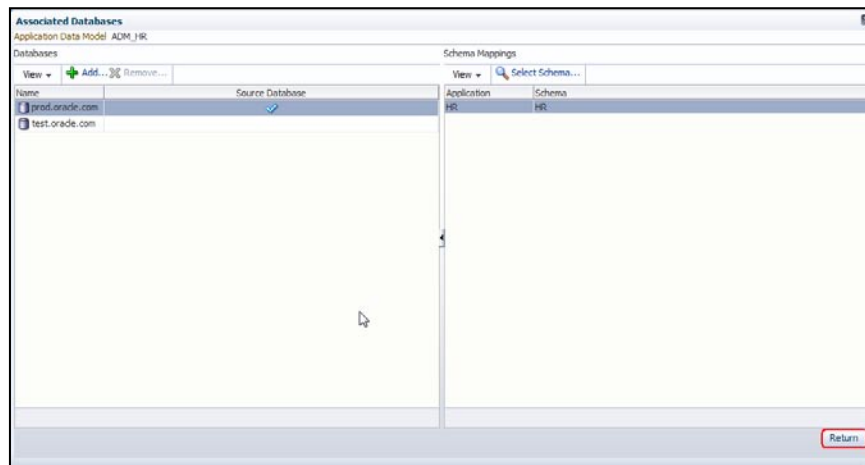 Associated Databases
Application Data Model ADM_HR
Databases
View Add... Remove...
Name Source Database
prod.oracle.com
test.oracle.com
Schema Mappings
View Select Schema...
Application Schema
HR HR
Return